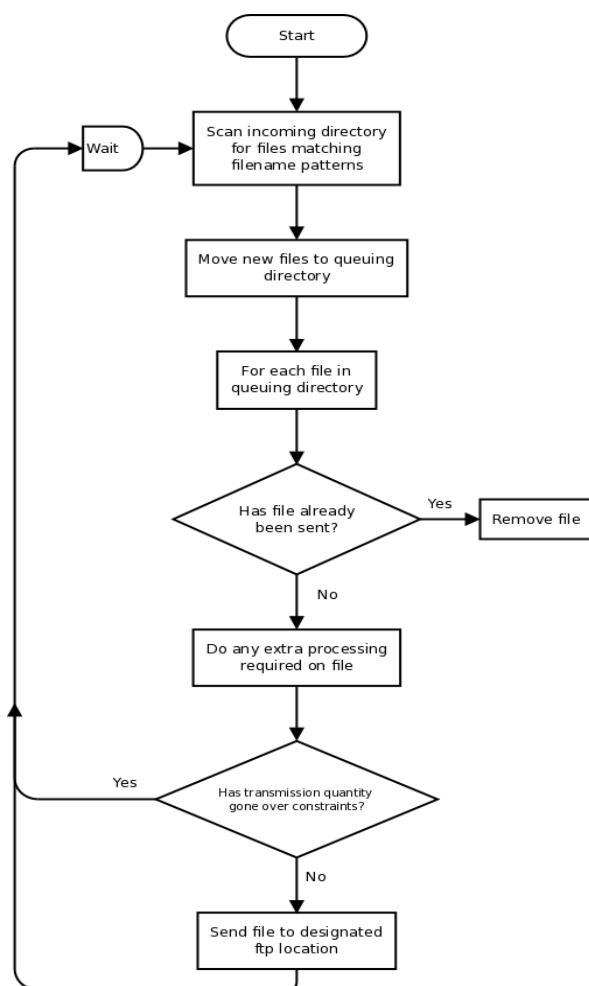 Start
Wait
Scan incoming directory
for files matching
filename patterns
Move new files to queuing
directory
For each file in
queuing directory
Has file already
been sent?
Yes
Remove file
No
Do any extra processing
required on file
Yes
Has transmission quantity
gone over constraints?
No
Send file to designated
ftp location